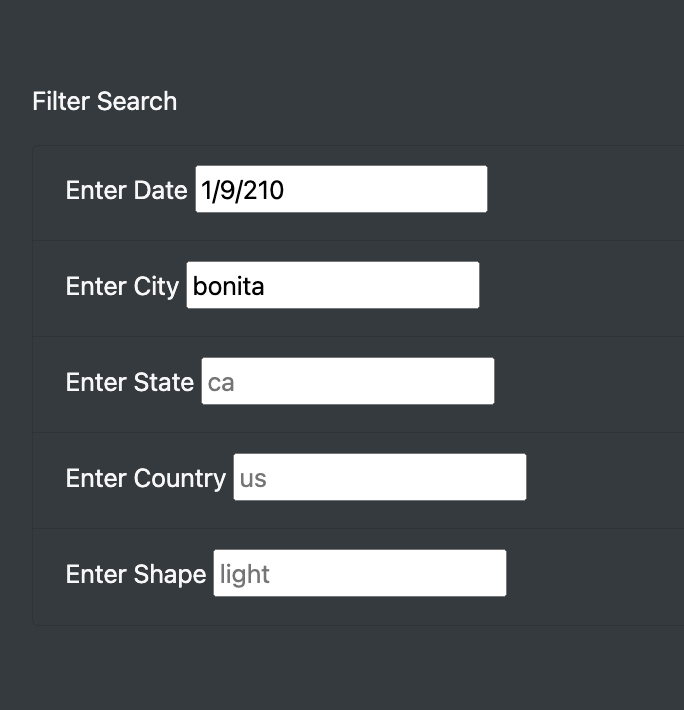 Filter Search
Enter Date 1/9/210
Enter City bonita
Enter State ca
Enter Country us
Enter Shape light